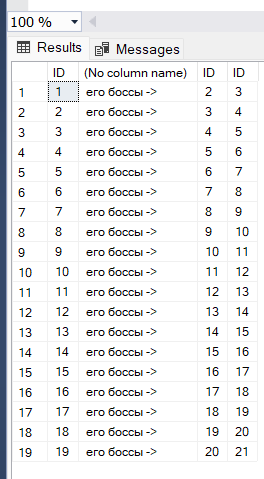 100 %
Results Messages
ID (No column name) ID ID
1 1 его боссы -> 2 3
2 2 его боссы -> 3 4
3 3 его боссы -> 4 5
4 4 его боссы -> 5 6
5 5 его боссы -> 6 7
6 6 его боссы -> 7 8
7 7 его боссы -> 8 9
8 8 его боссы -> 9 10
9 9 его боссы -> 10 11
10 10 его боссы -> 11 12
11 11 его боссы -> 12 13
12 12 его боссы -> 13 14
13 13 его боссы -> 14 15
14 14 его боссы -> 15 16
15 15 его боссы -> 16 17
16 16 его боссы -> 17 18
17 17 его боссы -> 18 19
18 18 его боссы -> 19 20
19 19 его боссы -> 20 21